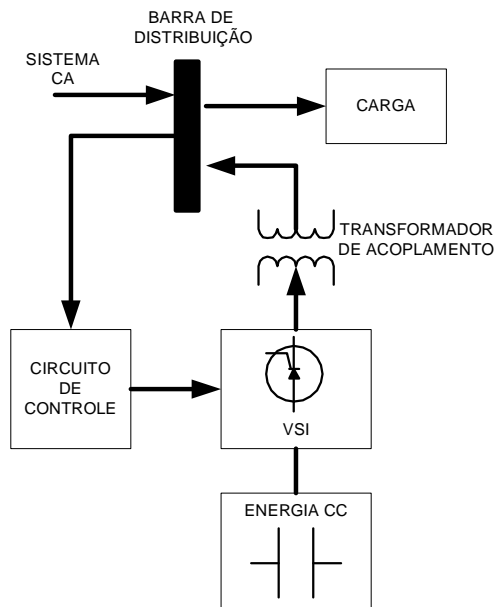 BARRA DE
DISTRIBUIÇÃO
SISTEMA
CA
CARGA
TRANSFORMADOR
DE ACOPLAMENTO
CIRCUITO
DE
CONTROLE
VSI
ENERGIA CC